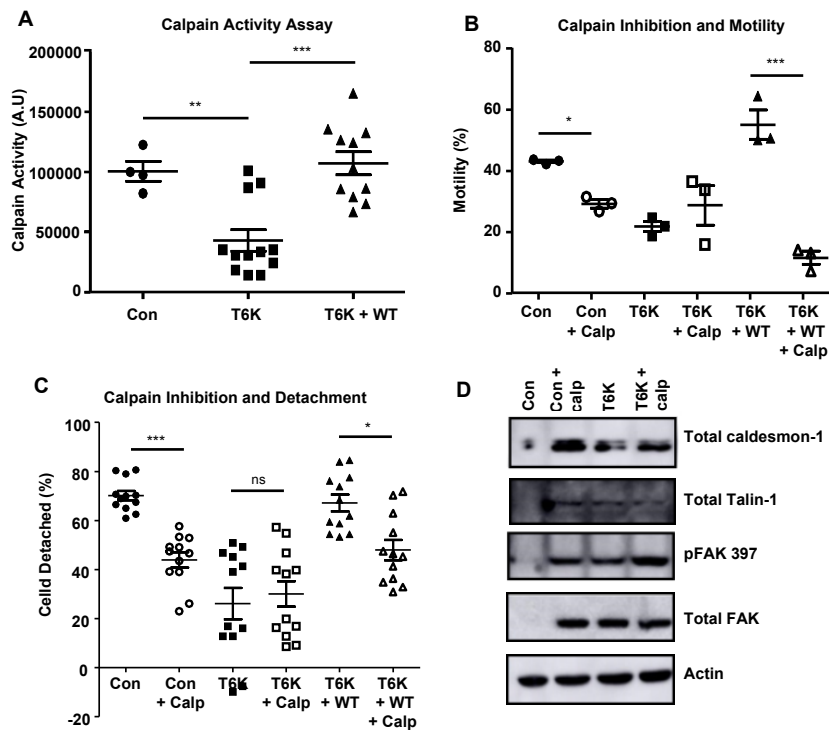 A
Calpain Activity Assay
Calpain Activity (A.U)
200000
150000
100000
50000
0
**
***
Con
T6K
T6K + WT
B
Calpain Inhibition and Motility
Motility (%)
80
60
40
20
0
*
***
Con
Con
+ Calp
T6K
T6K
+ Calp
T6K
+ WT
T6K
+ WT
+ Calp
C
Calpain Inhibition and Detachment
Celld Detached (%)
100
80
60
40
20
0
-20
***
ns
*
Con
Con
+ Calp
T6K
T6K
+ Calp
T6K
+ WT
T6K
+ WT
+ Calp
D
Con
Con +
calp
T6K
T6K +
calp
Total caldesmon-1
Total Talin-1
pFAK 397
Total FAK
Actin